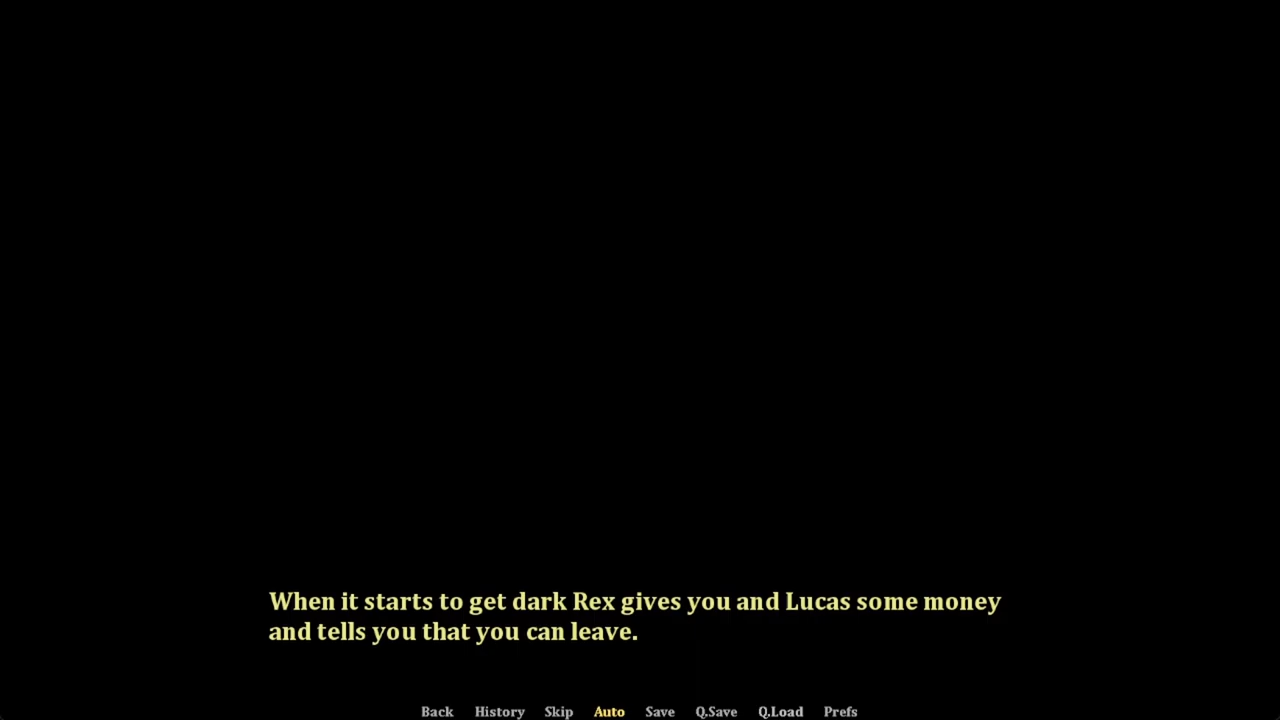 When it starts to get dark Rex gives you and Lucas some money
and tells you that you can leave.
Back History Skip Auto Save Q.Save Q.Load Prefs